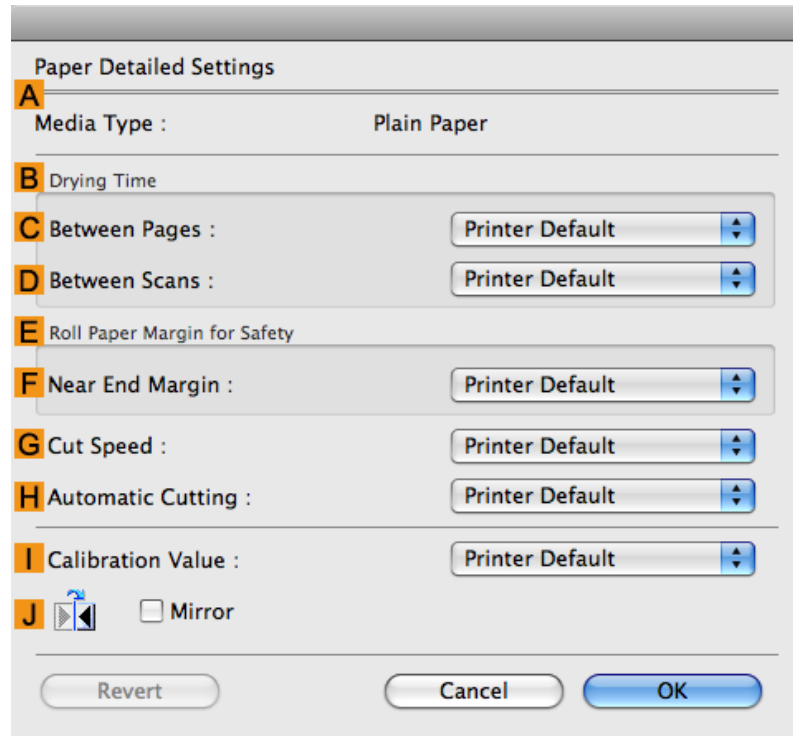 Paper Detailed Settings
A
Media Type : Plain Paper
B Drying Time
C Between Pages : Printer Default
D Between Scans : Printer Default
E Roll Paper Margin for Safety
F Near End Margin : Printer Default
G Cut Speed : Printer Default
H Automatic Cutting : Printer Default
I Calibration Value : Printer Default
J Mirror
Revert Cancel OK